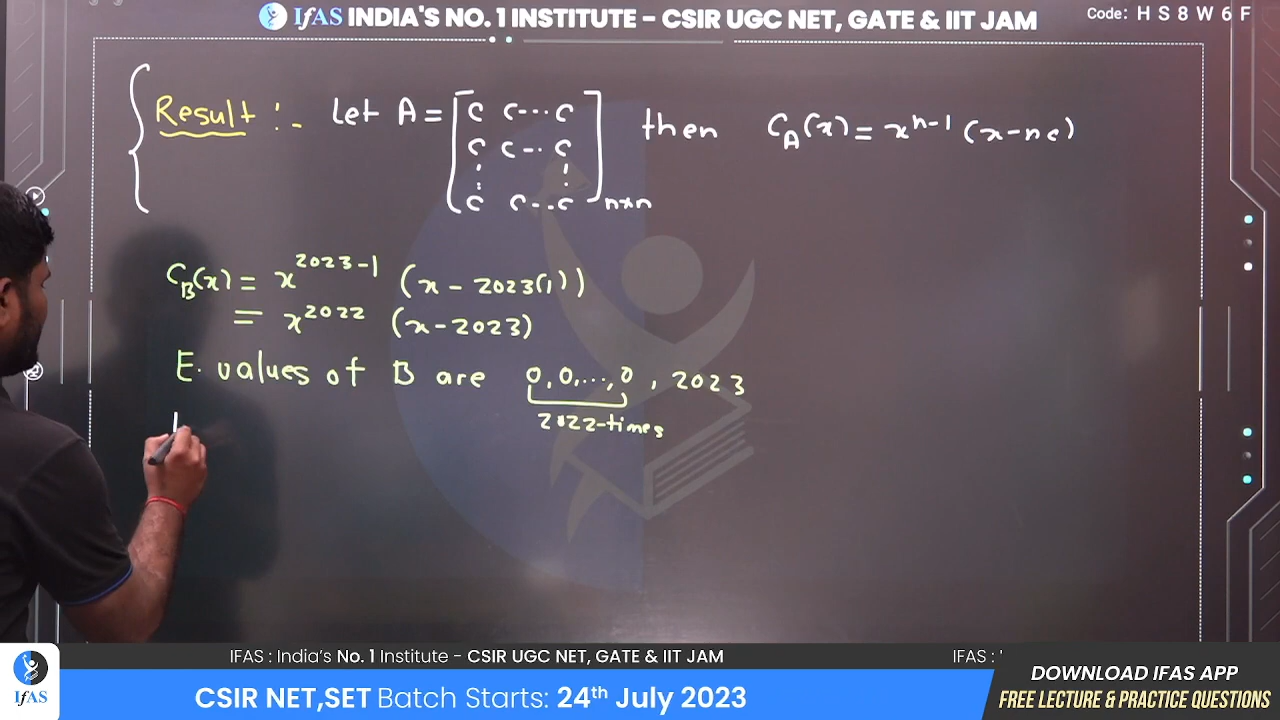 IfAS INDIA'S NO. 1 INSTITUTE - CSIR UGC NET, GATE & IIT JAM
Code: H S 8 W 6 F
Result :- Let A = [c c...c then C_A(x) = x^{n-1} (x-nc)
c c.. c
⋮ ⋮
c c...c]_{n×n}
C_B(x) = x^{2023-1} (x - 2023(1))
= x^{2022} (x-2023)
E. values of B are 0,0,...,0 , 2023
2022-times
IFAS : India's No. 1 Institute - CSIR UGC NET, GATE & IIT JAM IFAS : '
IfAS
CSIR NET,SET Batch Starts: 24th July 2023
DOWNLOAD IFAS APP
FREE LECTURE & PRACTICE QUESTIONS